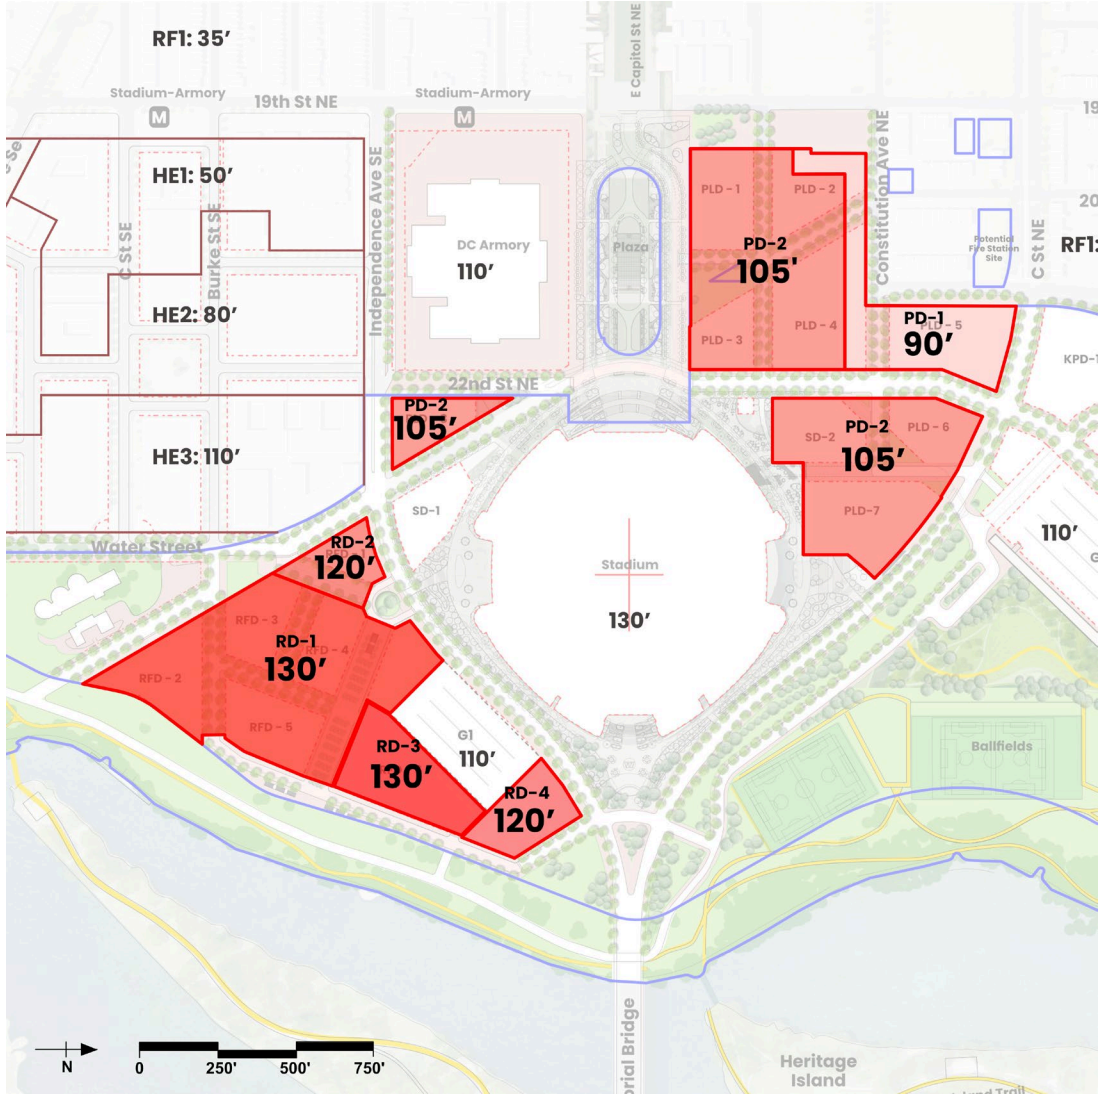 RF1: 35’
Stadium-Armory
M
19th St NE
Stadium-Armory
M
E Capitol St NE
Constitution Ave NE
19
HE1: 50’
C St SE
Burke St SE
Independence Ave SE
DC Armory
110’
Plaza
PLD - 1
PLD - 2
PD-2
105'
PLD - 3
PLD - 4
20
Potential
Fire Station
Site
C St NE
RF1:
HE2: 80’
PD-1
PLD - 5
90’
KPD-1
22nd St NE
PD-2
105’
SD-2
PLD - 6
PD-2
105’
PLD-7
HE3: 110’
SD-1
110’
G
Water Street
RD-2
120’
Stadium
130’
RFD - 3
RD-1
RFD - 4
130’
RFD - 2
RFD - 5
G1
110’
RD-3
130’
RD-4
120’
Ballfields
N
0
250'
500'
750'
orial Bridge
Heritage
Island
land Trail